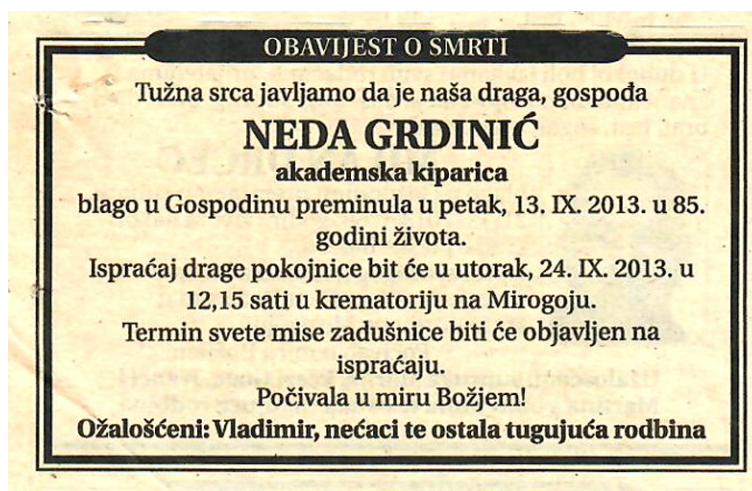 OBAVIJEST O SMRTI
Tužna srca javljamo da je naša draga, gospođa
NEDA GRDINIĆ
akademska kiparica
blago u Gospodinu preminula u petak, 13. IX. 2013. u 85.
godini života.
Ispraćaj drage pokojnice bit će u utorak, 24. IX. 2013. u
12,15 sati u krematoriju na Mirogoju.
Termin svete mise zadušnice biti će objavljen na
ispraćaju.
Počivala u miru Božjem!
Ožalošćeni: Vladimir, nećaci te ostala tugujuća rodbina